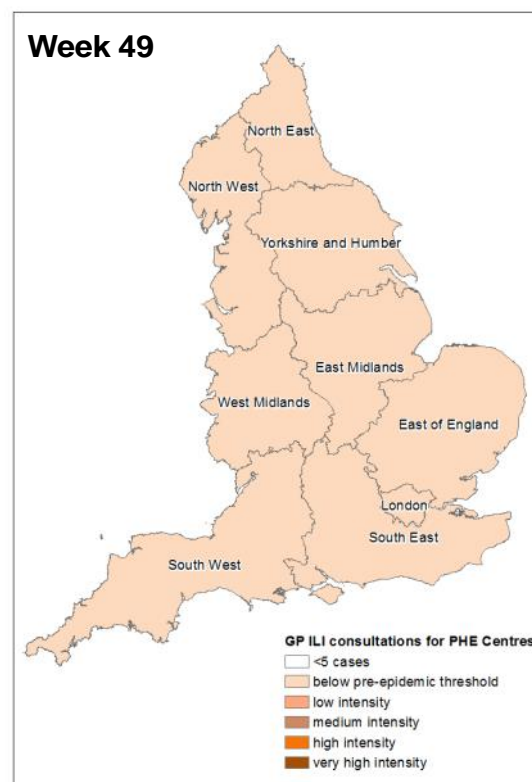 Week 49
North East
North West
Yorkshire and Humber
East Midlands
West Midlands
East of England
London
South East
South West
GP ILI consultations for PHE Centres
<5 cases
below pre-epidemic threshold
low intensity
medium intensity
high intensity
very high intensity